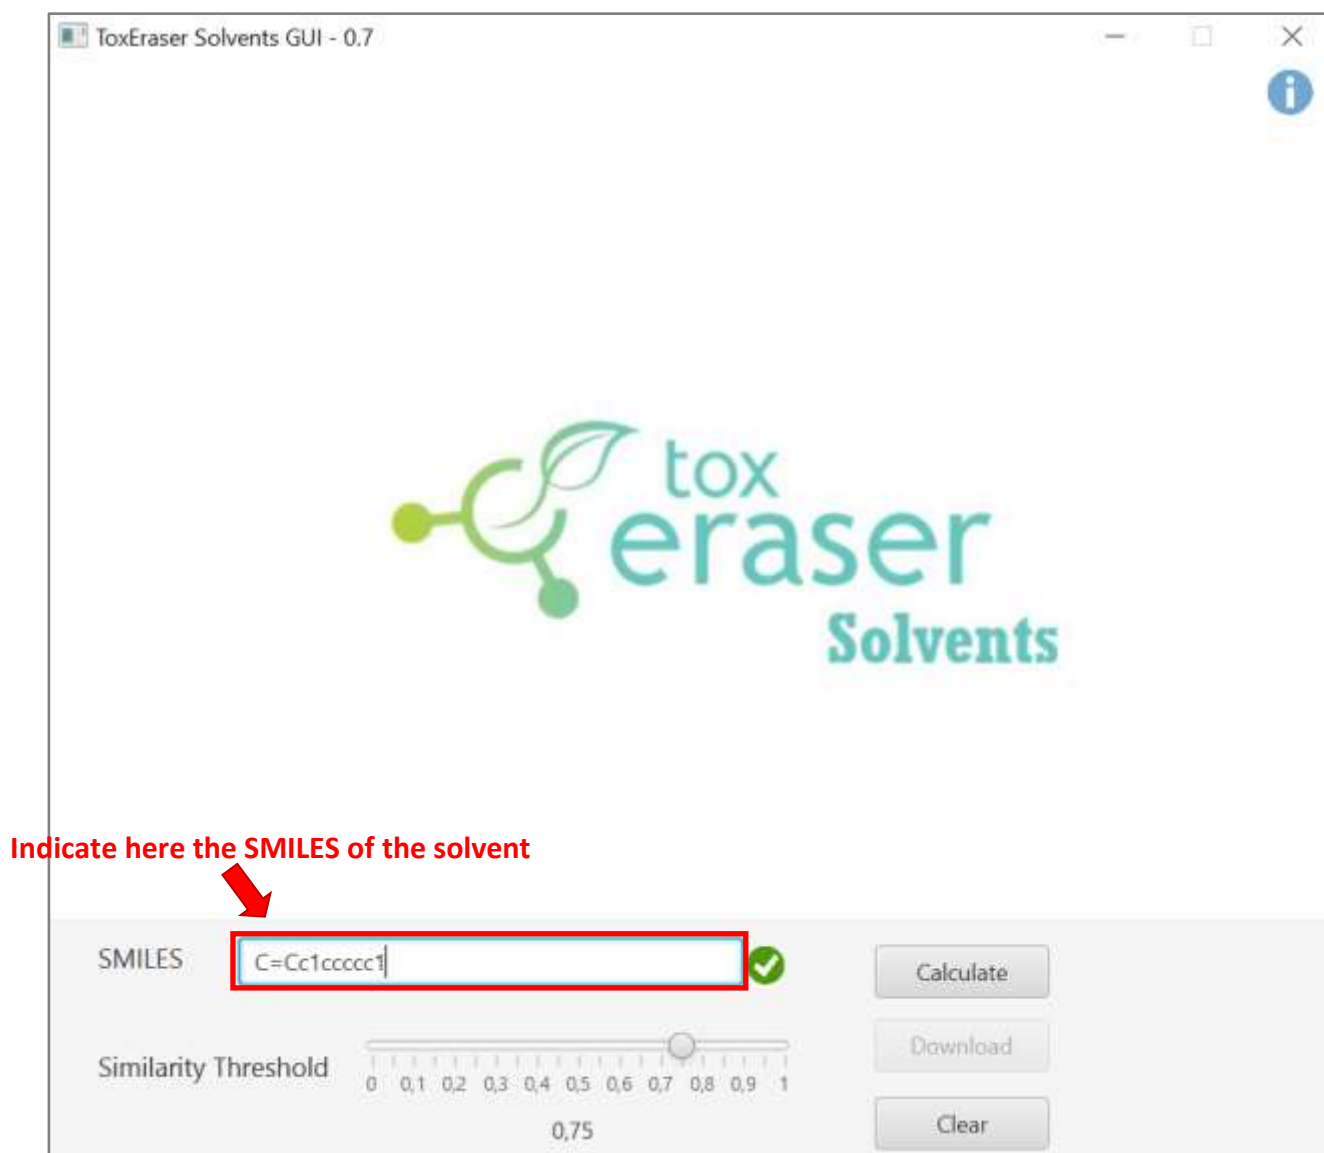 ToxEraser Solvents GUI - 0.7
i
tox
eraser
Solvents
Indicate here the SMILES of the solvent
SMILES
C=Cc1ccccc1
Calculate
Similarity Threshold
0 0,1 0,2 0,3 0,4 0,5 0,6 0,7 0,8 0,9 1
Download
0,75
Clear